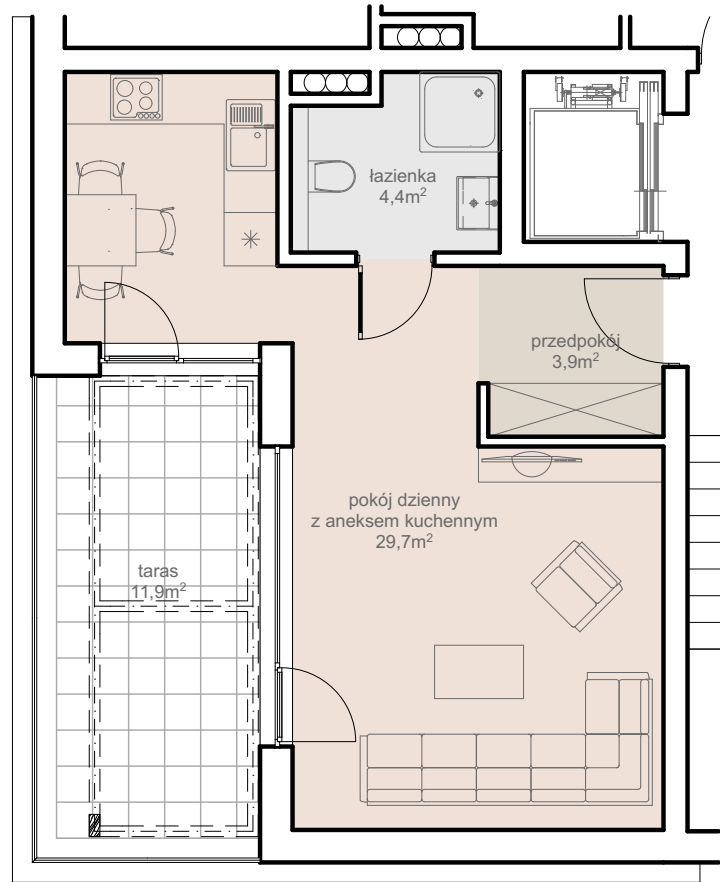 łazienka
4,4m²
przedpokój
3,9m²
pokój dzienny
z aneksem kuchennym
29,7m²
taras
11,9m²